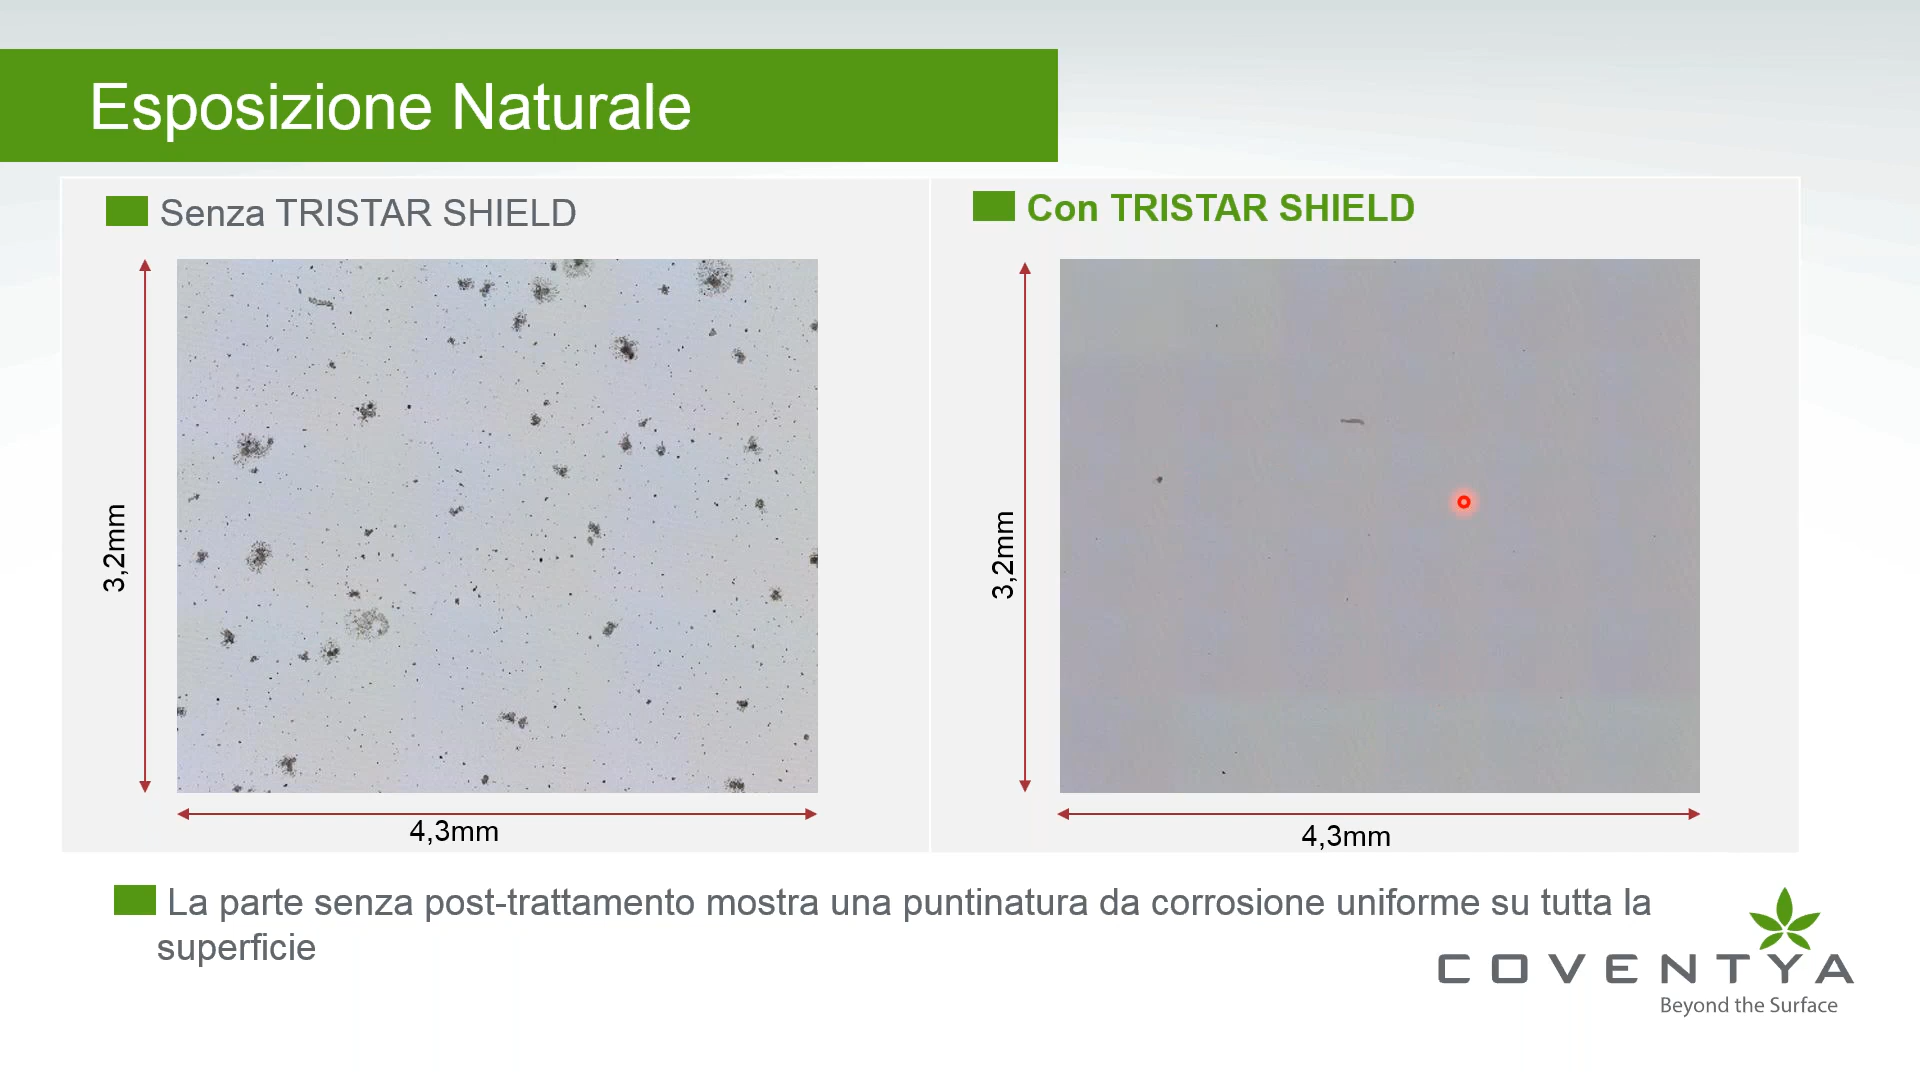 Esposizione Naturale
Senza TRISTAR SHIELD
Con TRISTAR SHIELD
3,2mm
4,3mm
3,2mm
4,3mm
La parte senza post-trattamento mostra una puntinatura da corrosione uniforme su tutta la
superficie
COVENTYA
Beyond the Surface